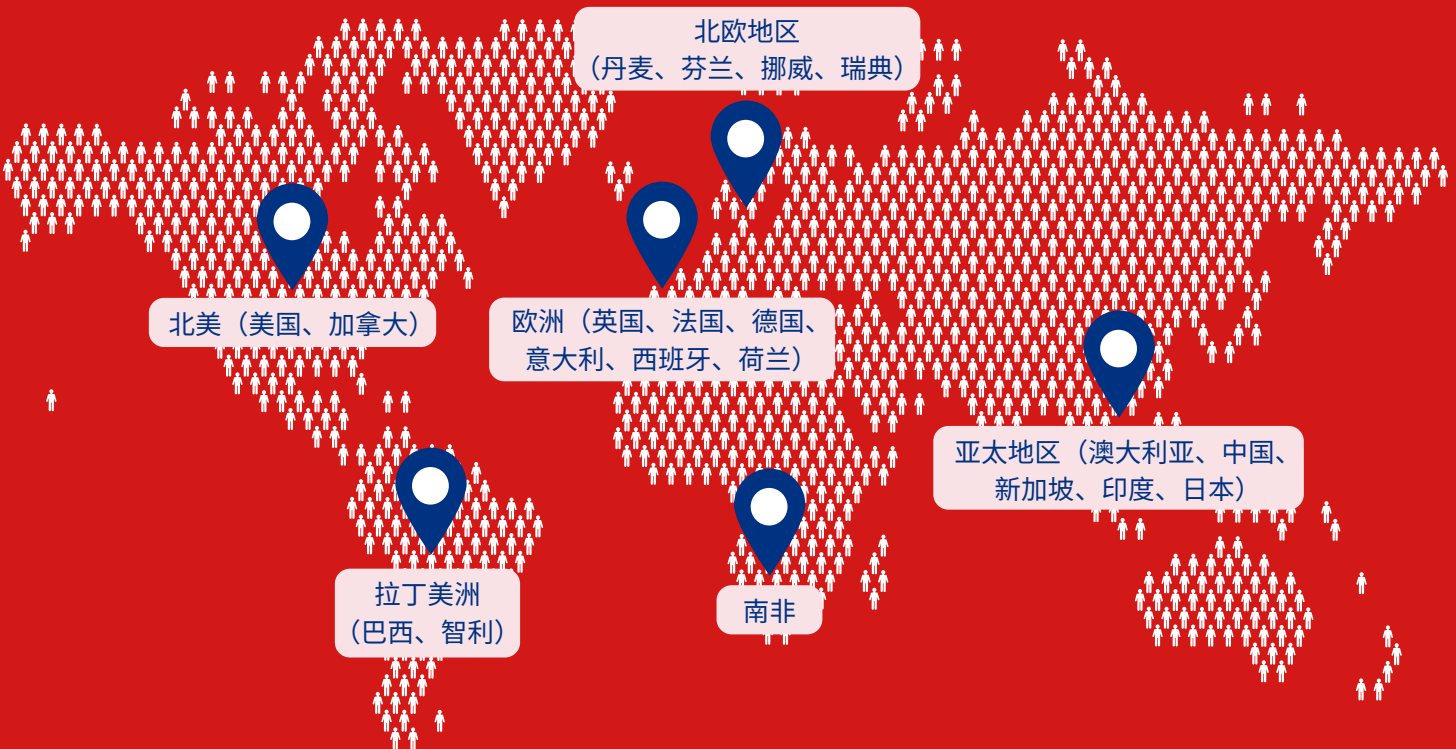 北欧地区
（丹麦、芬兰、挪威、瑞典）
北美（美国、加拿大）
欧洲（英国、法国、德国、
意大利、西班牙、荷兰）
亚太地区（澳大利亚、中国、
新加坡、印度、日本）
拉丁美洲
（巴西、智利）
南非